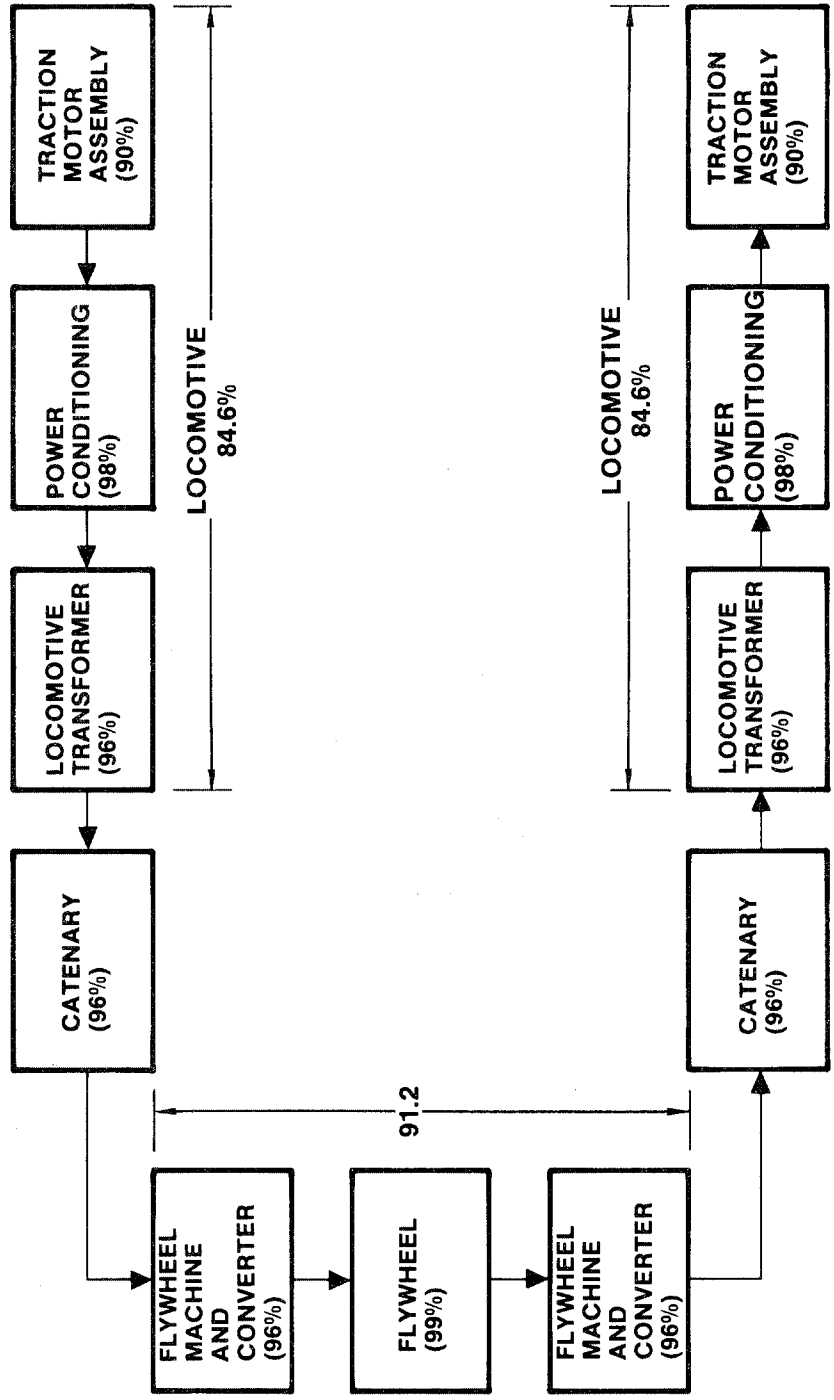 TRACTION
MOTOR
ASSEMBLY
(90%)
POWER
CONDITIONING
(98%)
LOCOMOTIVE
TRANSFORMER
(96%)
CATENARY
(96%)
LOCOMOTIVE
84.6%
FLYWHEEL
MACHINE
AND
CONVERTER
(96%)
FLYWHEEL
(99%)
FLYWHEEL
MACHINE
AND
CONVERTER
(96%)
91.2
CATENARY
(96%)
LOCOMOTIVE
TRANSFORMER
(96%)
POWER
CONDITIONING
(98%)
TRACTION
MOTOR
ASSEMBLY
(90%)
LOCOMOTIVE
84.6%